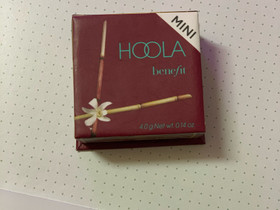 MINI
HOOLA
benefit
4.0 g/Net wt. 0.14 oz.